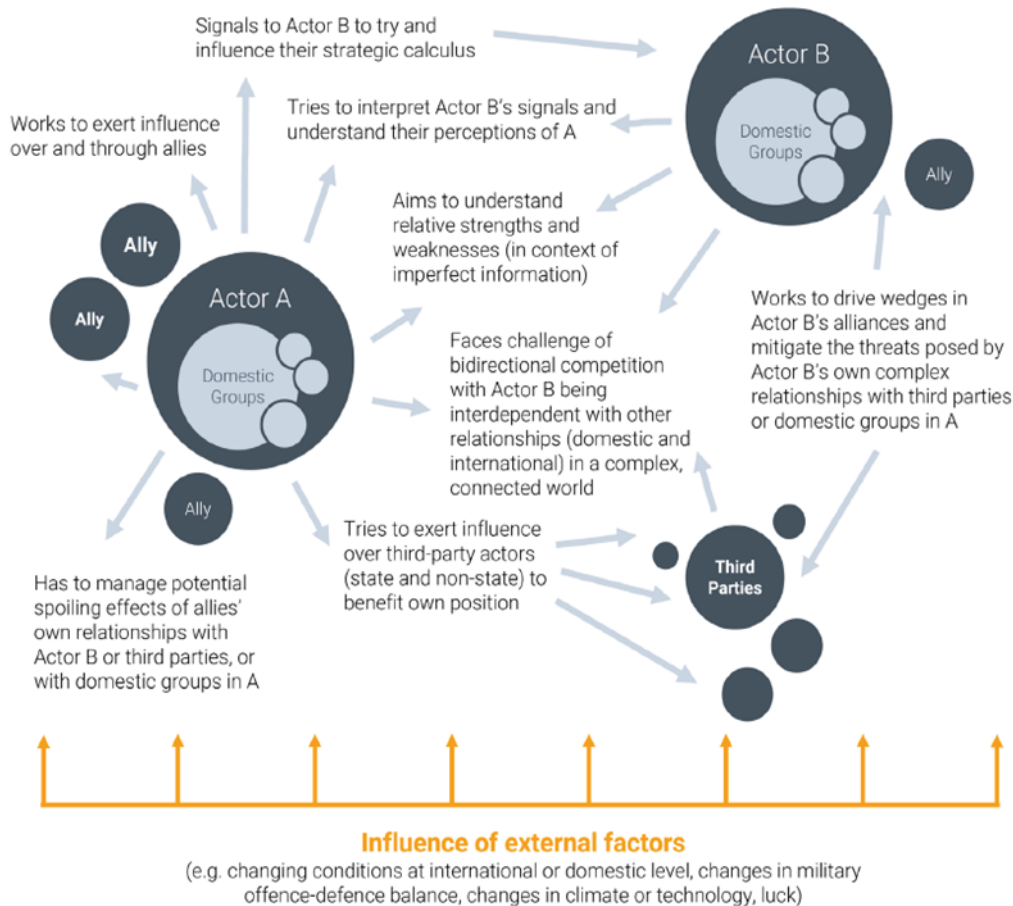 Signals to Actor B to try and
influence their strategic calculus
Actor B
Domestic
Groups
Ally
Tries to interpret Actor B’s signals and
understand their perceptions of A
Works to exert influence
over and through allies
Aims to understand
relative strengths and
weaknesses (in context of
imperfect information)
Ally
Ally
Actor A
Domestic
Groups
Ally
Works to drive wedges in
Actor B’s alliances and
mitigate the threats posed by
Actor B’s own complex
relationships with third parties
or domestic groups in A
Faces challenge of
bidirectional competition
with Actor B being
interdependent with other
relationships (domestic and
international) in a complex,
connected world
Tries to exert influence
over third-party actors
(state and non-state) to
benefit own position
Third
Parties
Has to manage potential
spoiling effects of allies’
own relationships with
Actor B or third parties, or
with domestic groups in A
Influence of external factors
(e.g. changing conditions at international or domestic level, changes in military
offence-defence balance, changes in climate or technology, luck)